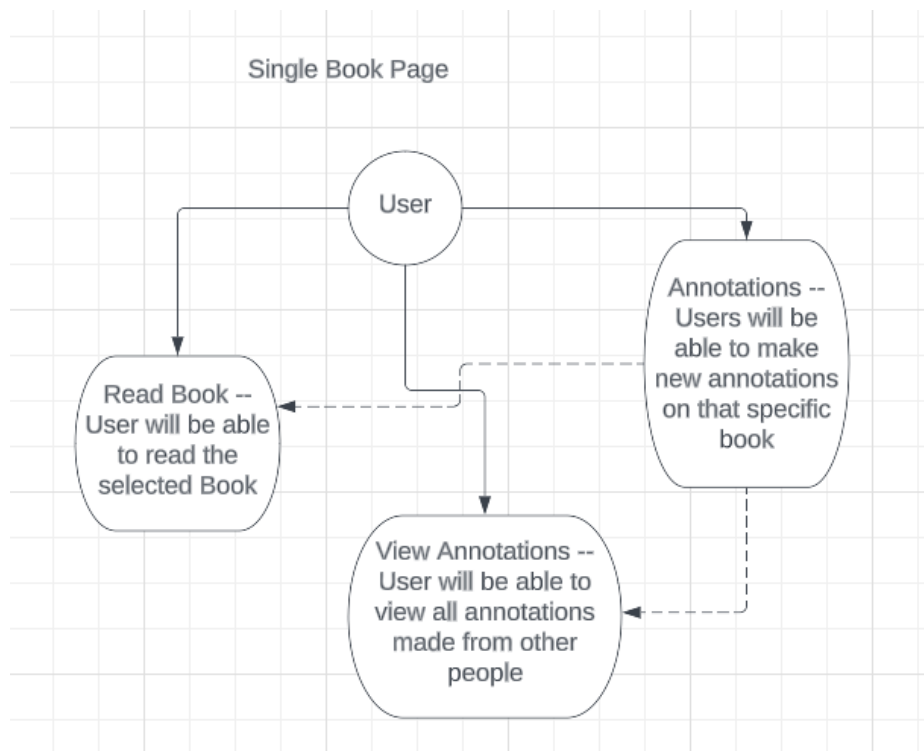 Single Book Page
User
Annotations --
Users will be
able to make
new annotations
on that specific
book
Read Book --
User will be able
to read the
selected Book
View Annotations --
User will be able to
view all annotations
made from other
people